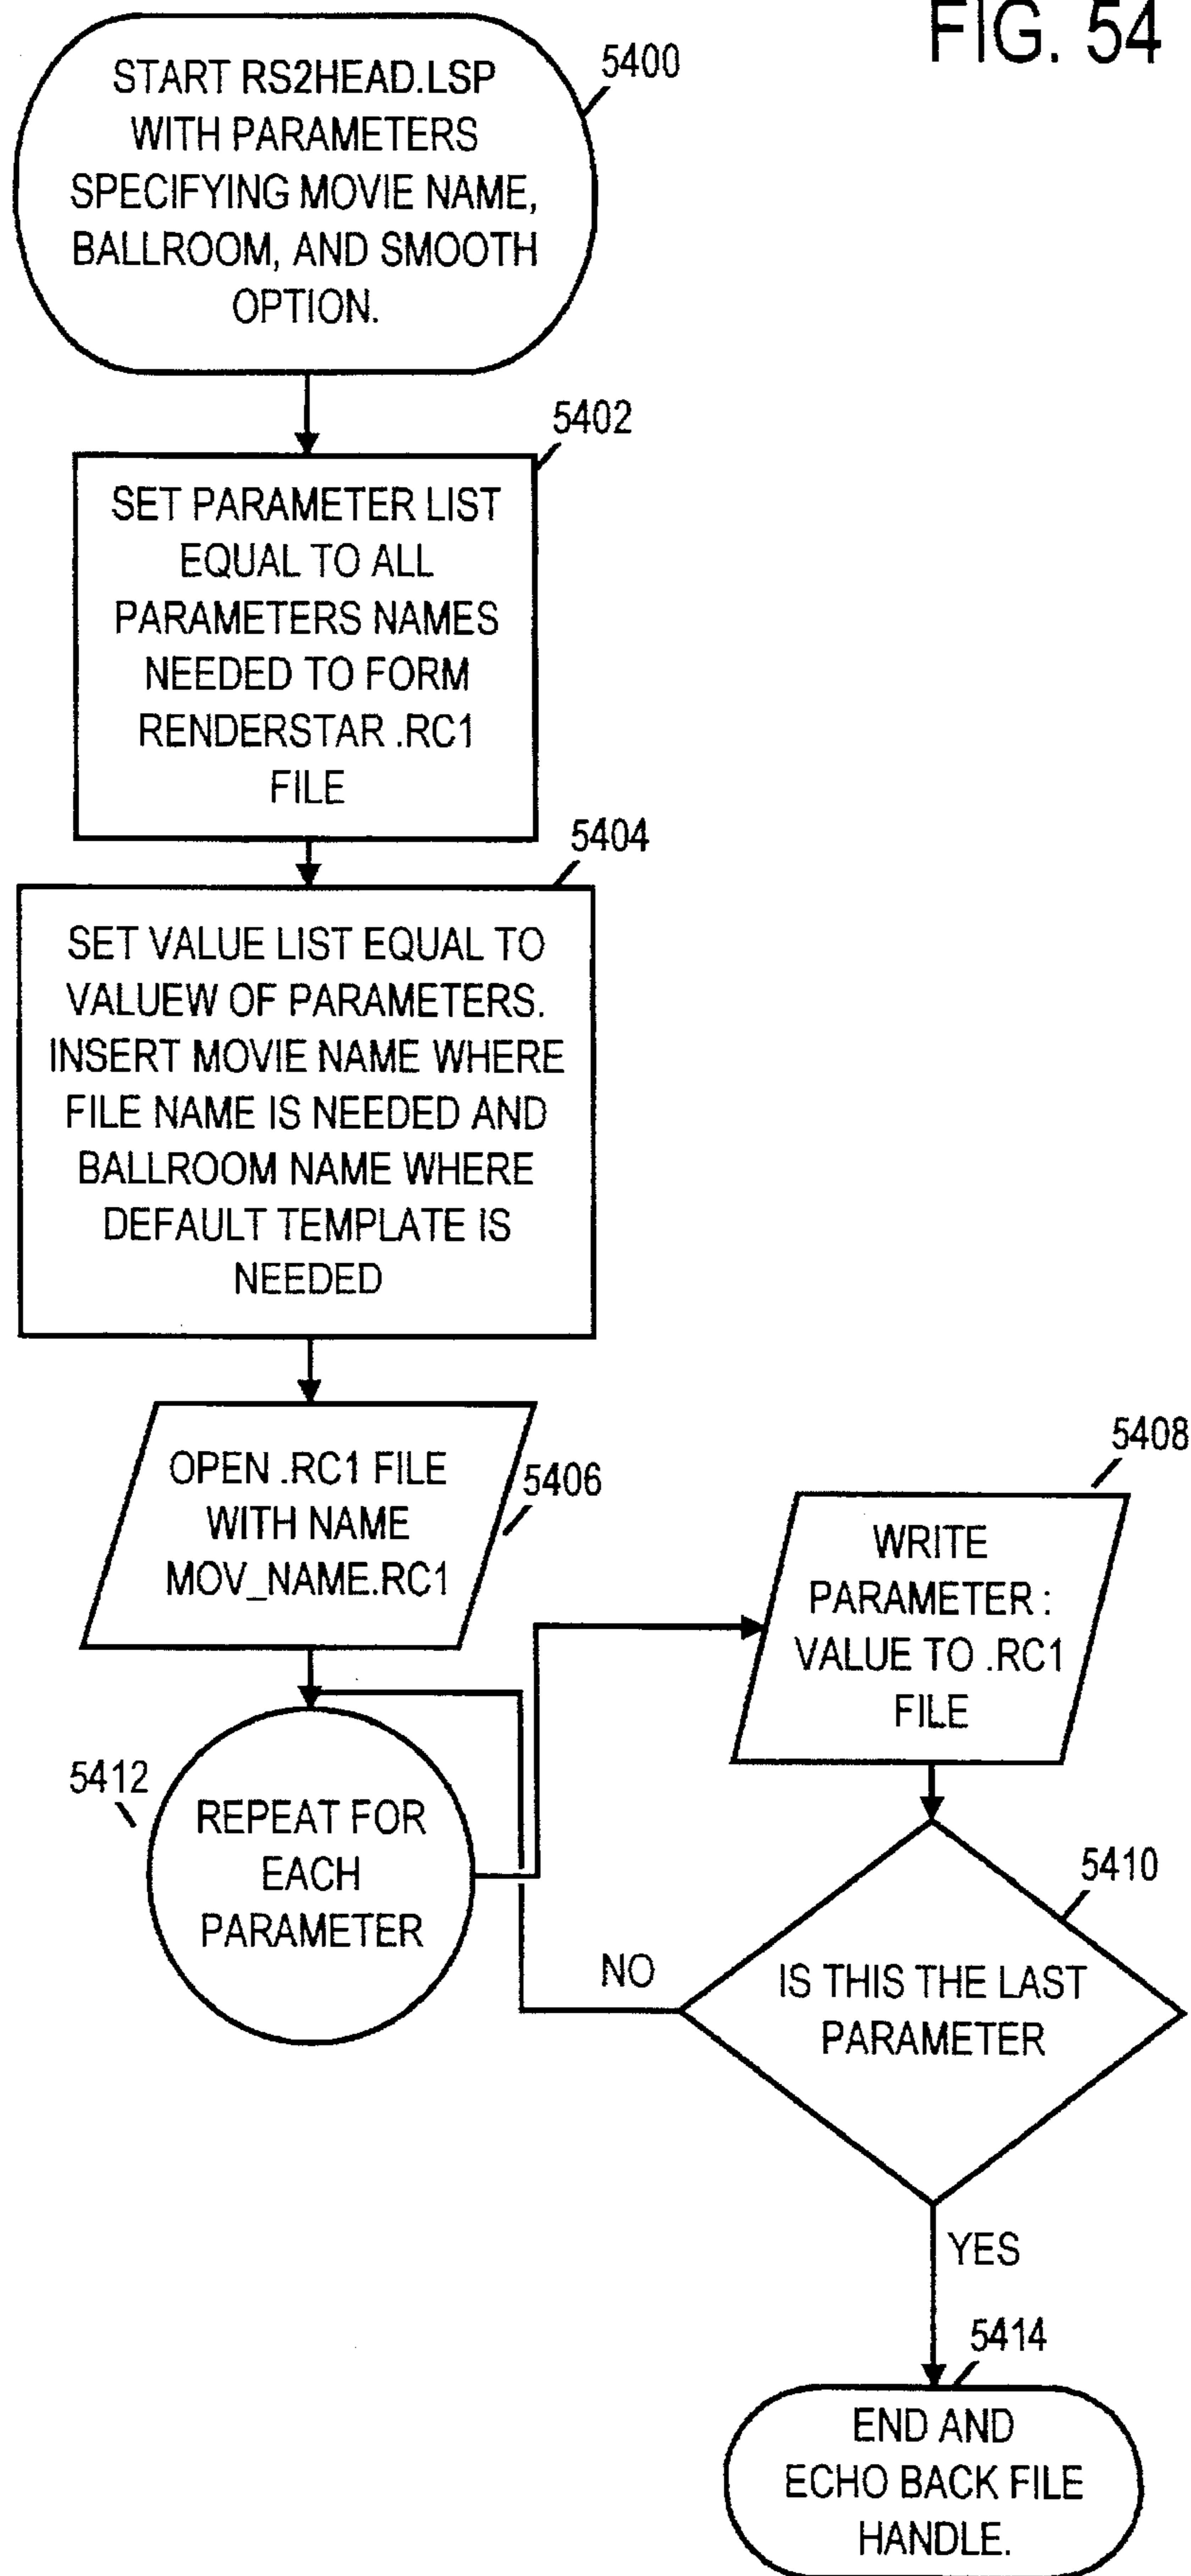 FIG. 54
5400
START RS2HEAD.LSP
WITH PARAMETERS
SPECIFYING MOVIE NAME,
BALLROOM, AND SMOOTH
OPTION.
5402
SET PARAMETER LIST
EQUAL TO ALL
PARAMETERS NAMES
NEEDED TO FORM
RENDERSTAR .RC1
FILE
5404
SET VALUE LIST EQUAL TO
VALUEW OF PARAMETERS.
INSERT MOVIE NAME WHERE
FILE NAME IS NEEDED AND
BALLROOM NAME WHERE
DEFAULT TEMPLATE IS
NEEDED
5406
OPEN .RC1 FILE
WITH NAME
MOV_NAME.RC1
5408
WRITE
PARAMETER :
VALUE TO .RC1
FILE
5412
REPEAT FOR
EACH
PARAMETER
5410
NO
IS THIS THE LAST
PARAMETER
YES
5414
END AND
ECHO BACK FILE
HANDLE.